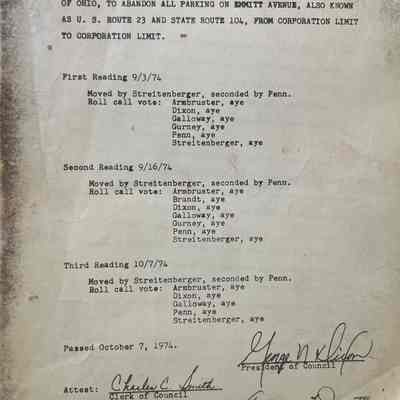 OF OHIO, TO ABANDON ALL PARKING ON EMMITT AVENUE, ALSO KNOWN
AS U. S. ROUTE 23 AND STATE ROUTE 104, FROM CORPORATION LIMIT
TO CORPORATION LIMIT.
First Reading 9/3/74
Moved by Streitenberger, seconded by Penn.
Roll call vote: Armbruster, aye
Dixon, aye
Galloway, aye
Gurney, aye
Penn, aye
Streitenberger, aye
Second Reading 9/16/74
Moved by Streitenberger, seconded by Penn.
Roll call vote: Armbruster, aye
Brandt, aye
Dixon, aye
Galloway, aye
Gurney, aye
Penn, aye
Streitenberger, aye
Third Reading 10/7/74
Moved by Streitenberger, seconded by Penn.
Roll call vote: Armbruster, aye
Dixon, aye
Galloway, aye
Penn, aye
Streitenberger, aye
Passed October 7, 1974.
George N Dixon
President of Council
Attest: Charles C. Smith
Clerk of Council